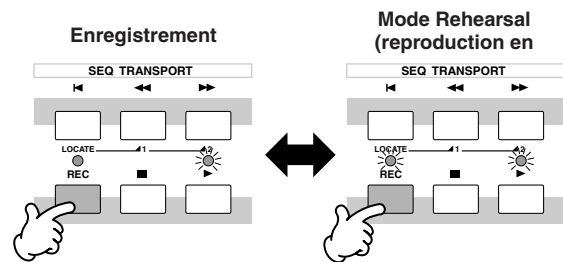 Enregistrement
SEQ TRANSPORT
LOCATE 1 2
REC
Mode Rehearsal
(reproduction en
SEQ TRANSPORT
LOCATE 1 2
REC